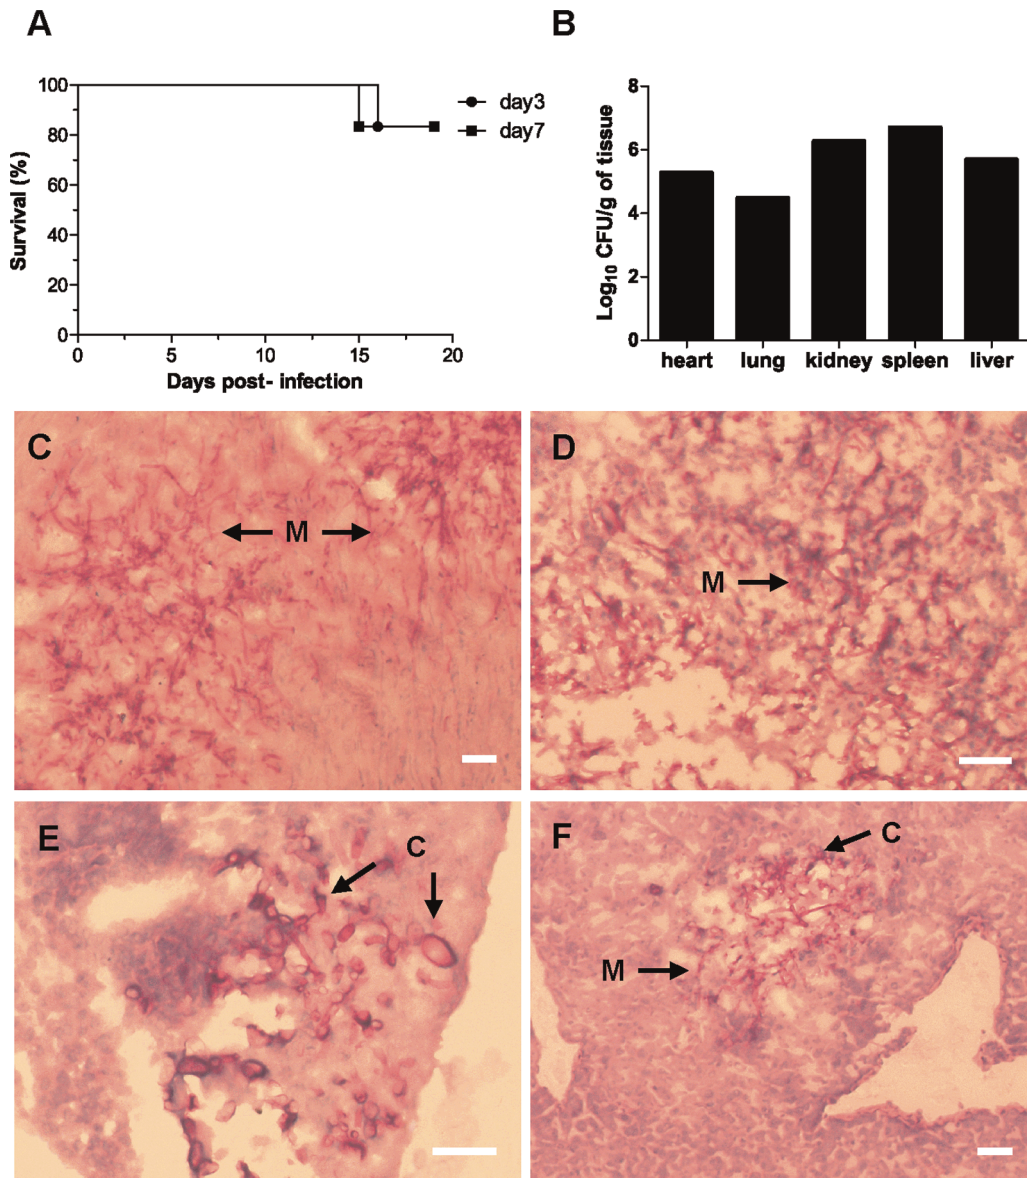 A
Survival (%)
100
80
60
40
20
0
0 5 10 15 20
Days post- infection
day3
day7
B
Log10 CFU/g of tissue
8
6
4
2
0
heart lung kidney spleen liver
C
M
D
M
E
C
F
C
M